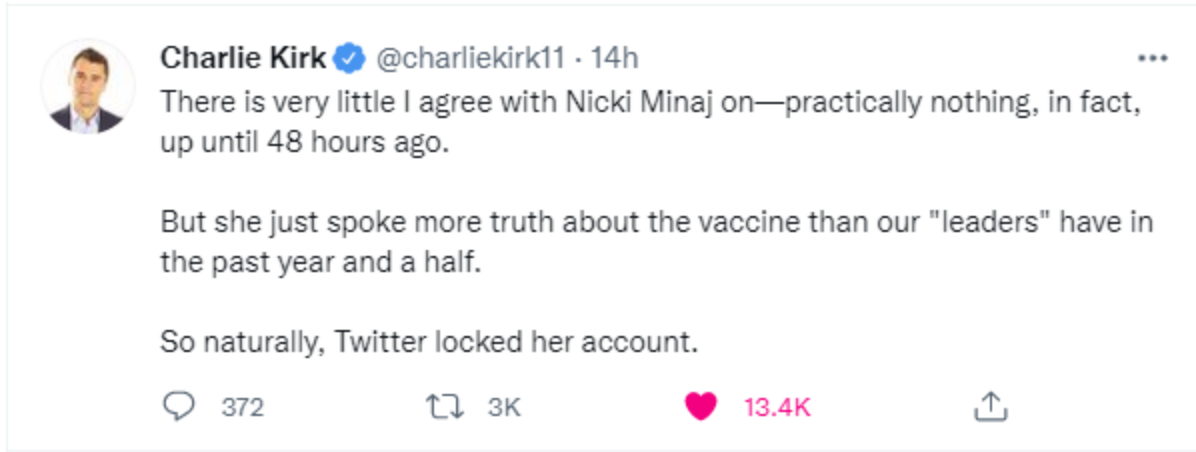 Charlie Kirk @charliekirk11 · 14h
There is very little I agree with Nicki Minaj on—practically nothing, in fact,
up until 48 hours ago.
But she just spoke more truth about the vaccine than our "leaders" have in
the past year and a half.
So naturally, Twitter locked her account.
372 3K 13.4K